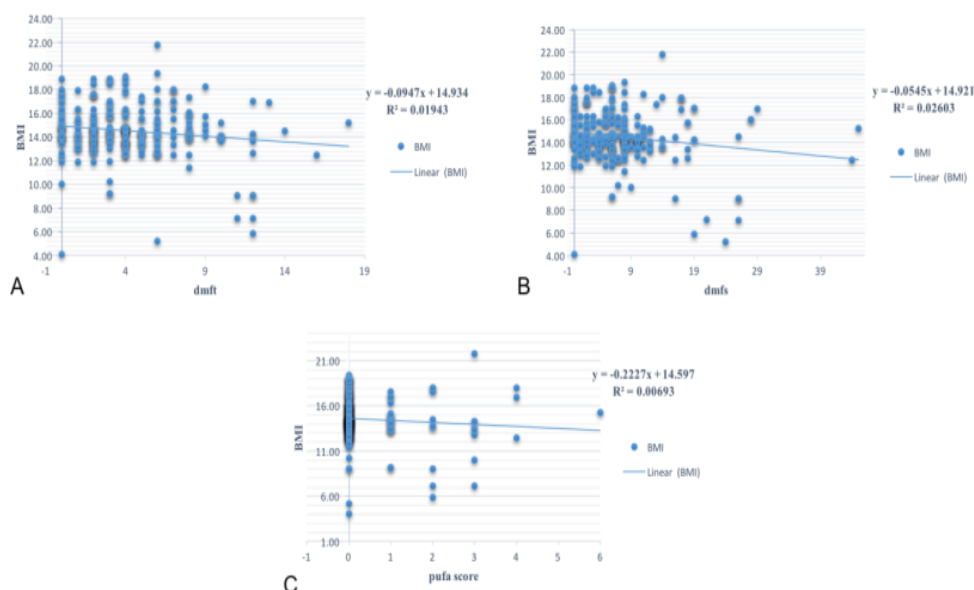 24.00
22.00
20.00
18.00
16.00
14.00
12.00
10.00
8.00
6.00
4.00
BMI
-1 4 9 14 19
dmft
y = -0.0947x + 14.934
R² = 0.01943
BMI
Linear (BMI)
A
24.00
22.00
20.00
18.00
16.00
14.00
12.00
10.00
8.00
6.00
4.00
BMI
-1 9 19 29 39
dmfs
y = -0.0545x + 14.921
R² = 0.02603
BMI
Linear (BMI)
B
21.00
16.00
11.00
6.00
1.00
BMI
-1 0 1 2 3 4 5 6
pufa score
y = -0.2227x + 14.597
R² = 0.00693
BMI
Linear (BMI)
C